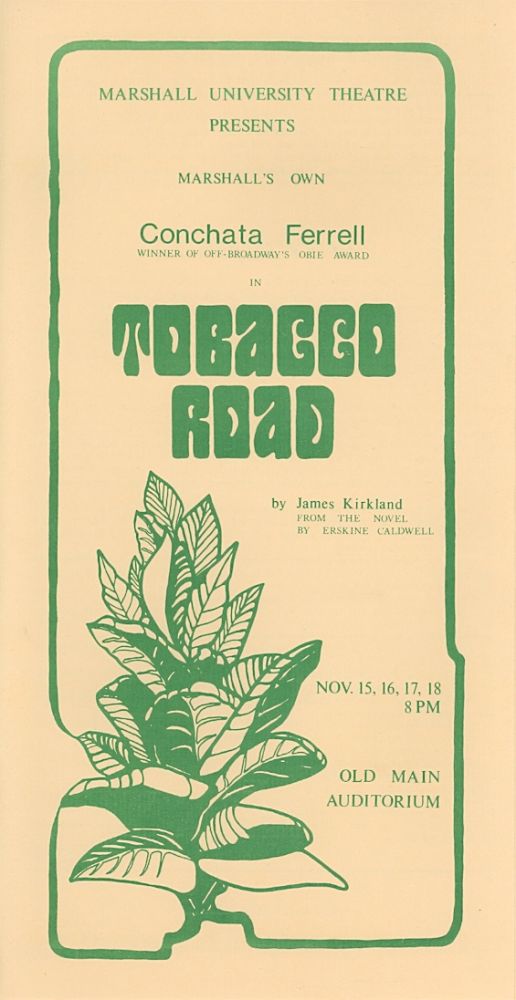 MARSHALL UNIVERSITY THEATRE
PRESENTS
MARSHALL'S OWN
Conchata Ferrell
WINNER OF OFF-BROADWAY'S OBIE AWARD
IN
TOBACCO
ROAD
by James Kirkland
FROM THE NOVEL
BY ERSKINE CALDWELL
NOV. 15, 16, 17, 18
8 PM
OLD MAIN
AUDITORIUM